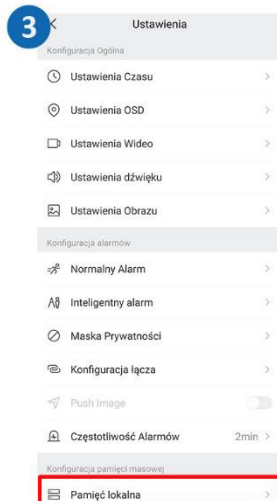 3
Ustawienia
Konfiguracja Ogólna
Ustawienia Czasu
Ustawienia OSD
Ustawienia Wideo
Ustawienia dźwięku
Ustawienia Obrazu
Konfiguracja alarmów
Normalny Alarm
Inteligentny alarm
Maska Prywatności
Konfiguracja łącza
Push Image
Częstotliwość Alarmów 2min
Konfiguracja pamięci masowej
Pamięć lokalna